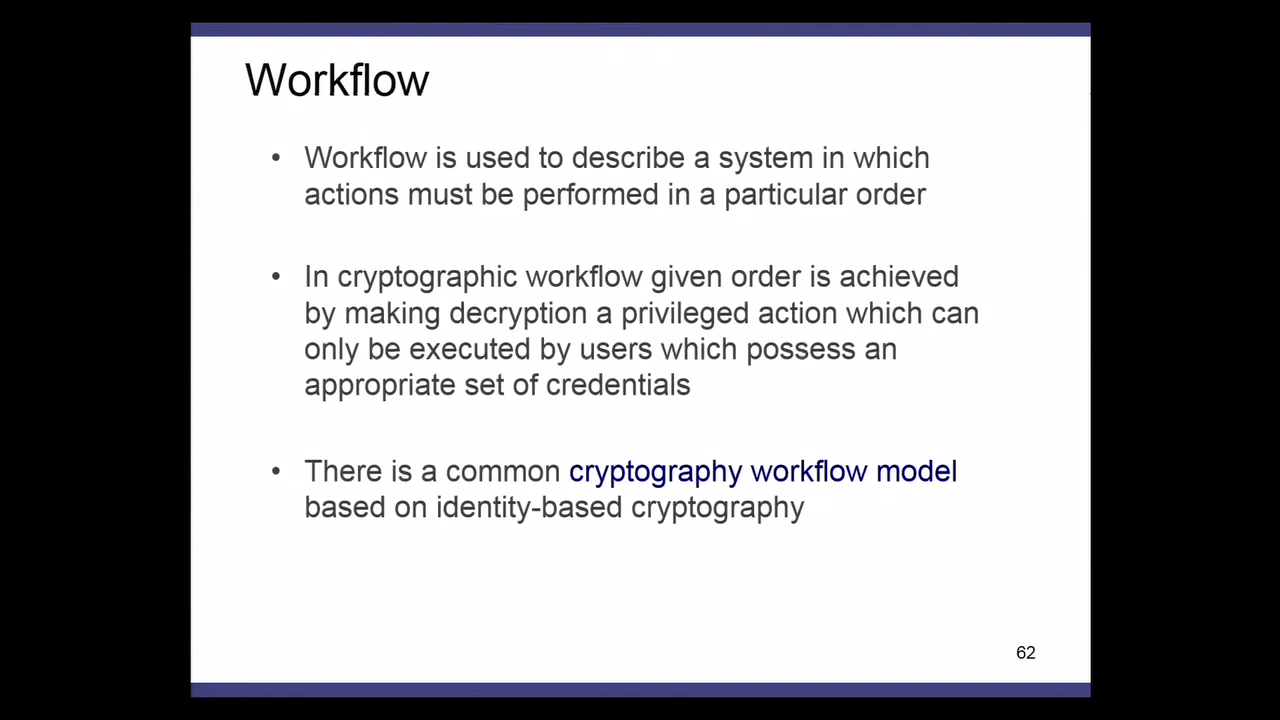 Workflow
• Workflow is used to describe a system in which
actions must be performed in a particular order
• In cryptographic workflow given order is achieved
by making decryption a privileged action which can
only be executed by users which possess an
appropriate set of credentials
• There is a common cryptography workflow model
based on identity-based cryptography
62